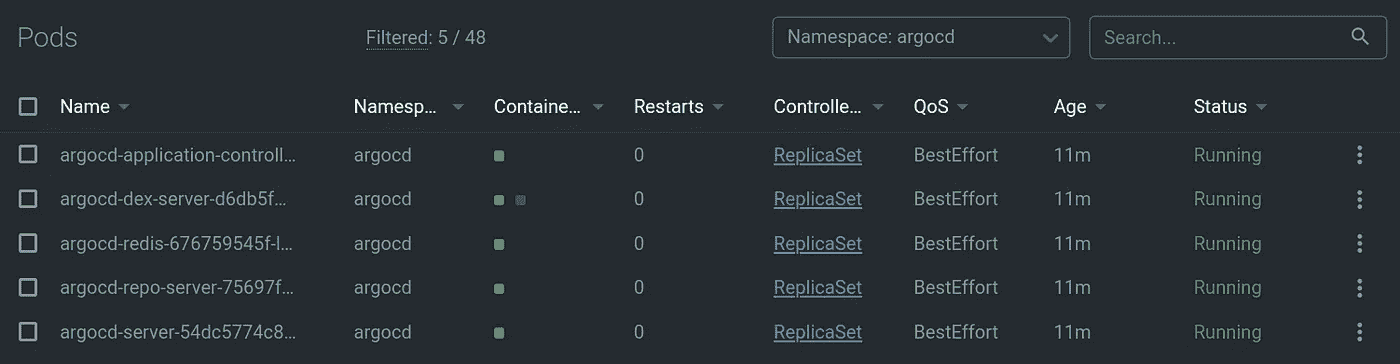 Pods Filtered: 5 / 48 Namespace: argocd Search...
Name Namesp... Containe... Restarts Controlle... QoS Age Status
argocd-application-controll... argocd 0 ReplicaSet BestEffort 11m Running
argocd-dex-server-d6db5f... argocd 0 ReplicaSet BestEffort 11m Running
argocd-redis-676759545f-l... argocd 0 ReplicaSet BestEffort 11m Running
argocd-repo-server-75697f... argocd 0 ReplicaSet BestEffort 11m Running
argocd-server-54dc5774c8... argocd 0 ReplicaSet BestEffort 11m Running